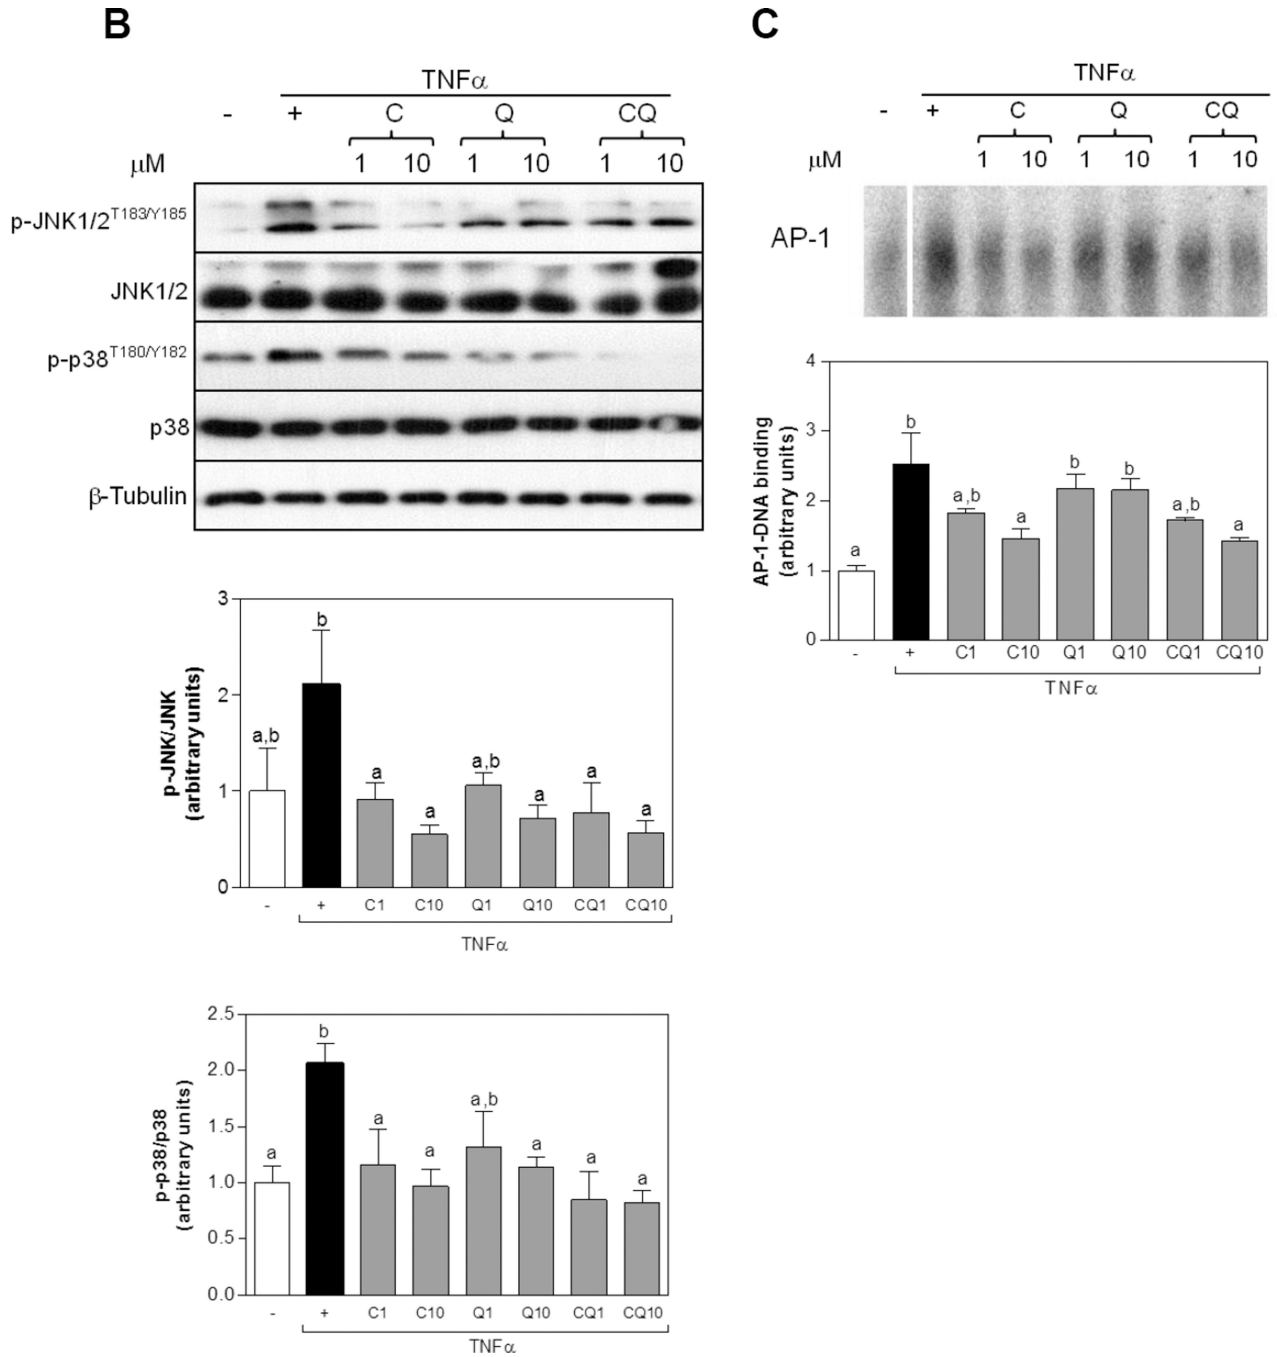 B
TNFα
- + C Q CQ
μM 1 10 1 10 1 10
p-JNK1/2T183/Y185
JNK1/2
p-p38T180/Y182
p38
β-Tubulin
p-JNK/JNK
(arbitrary units)
3
2
1
0
a,b b a a a,b a a a
- + C1 C10 Q1 Q10 CQ1 CQ10
TNFα
p-p38/p38
(arbitrary units)
2.5
2.0
1.5
1.0
0.5
0.0
a b a a a,b a a a
- + C1 C10 Q1 Q10 CQ1 CQ10
TNFα
C
TNFα
- + C Q CQ
μM 1 10 1 10 1 10
AP-1
AP-1-DNA binding
(arbitrary units)
4
3
2
1
0
a b a,b a b b a,b a
- + C1 C10 Q1 Q10 CQ1 CQ10
TNFα